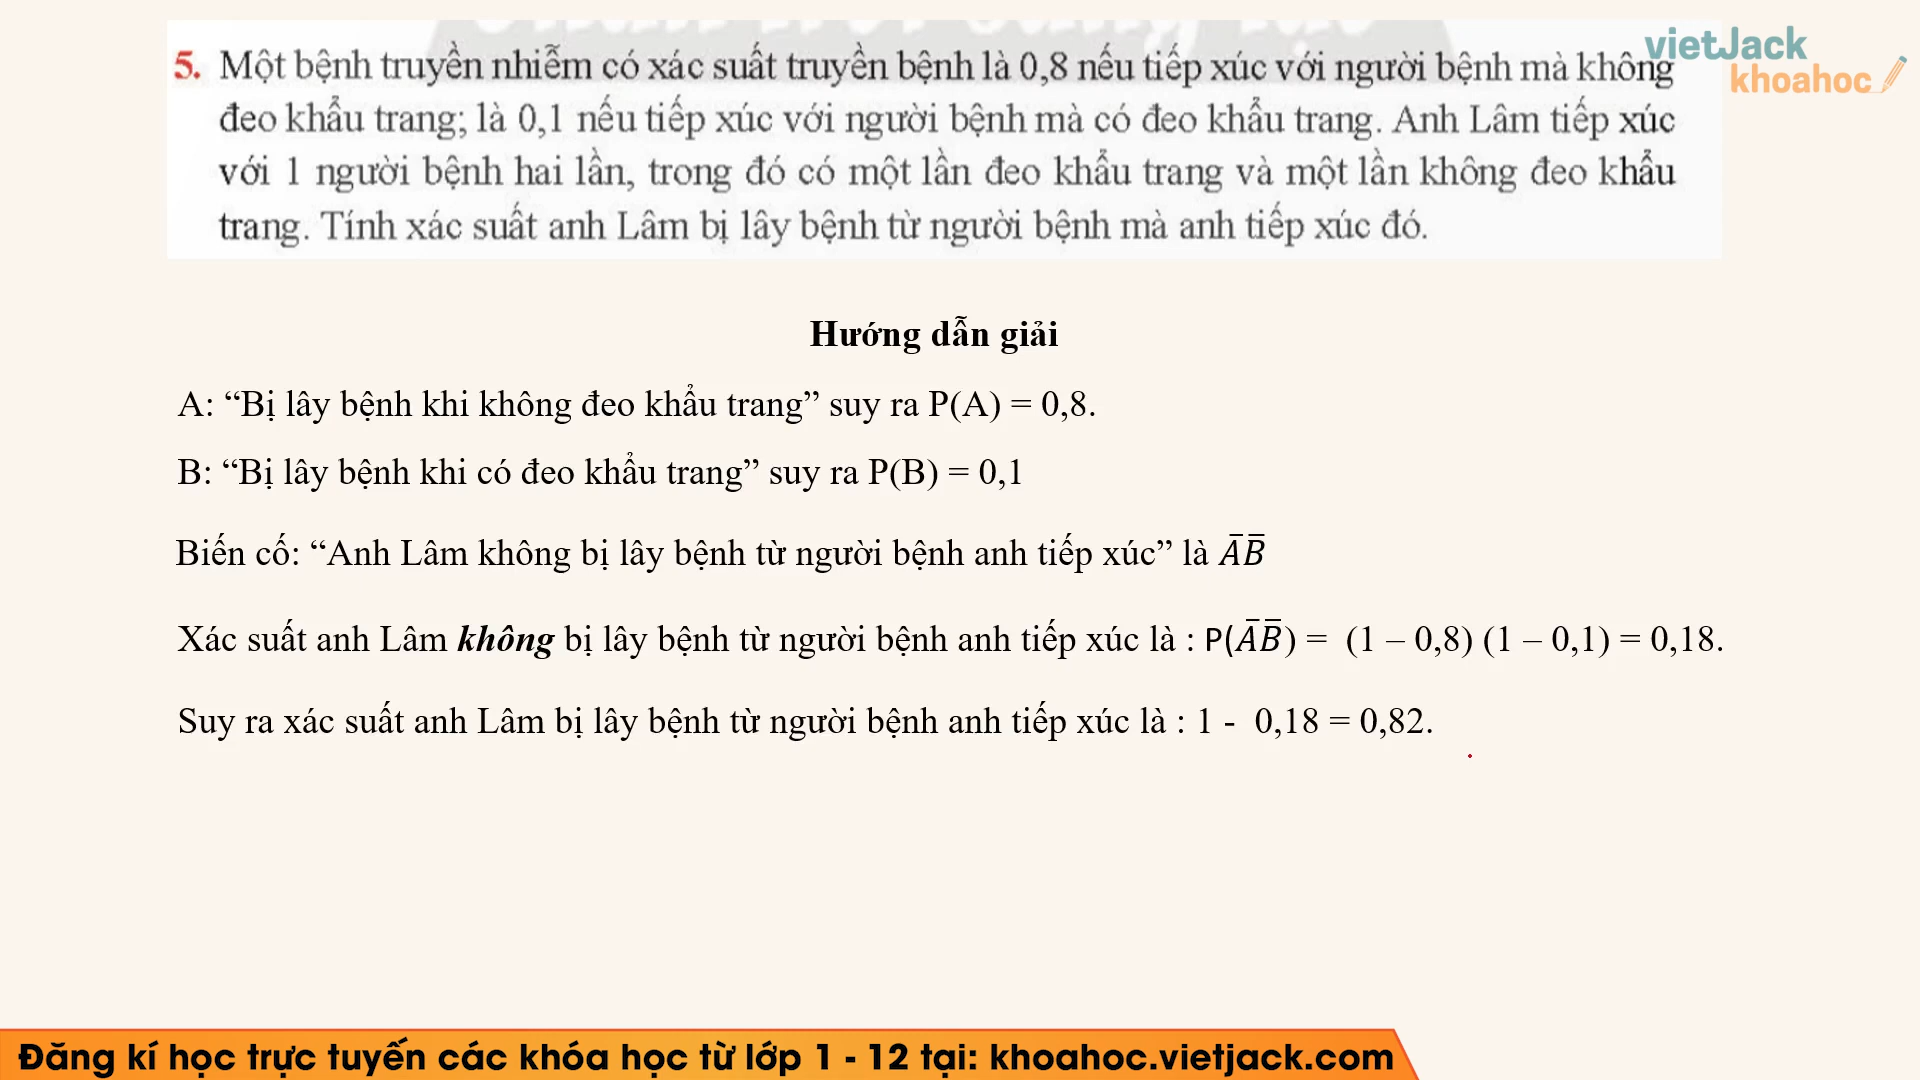 vietJack
khoahoc
5. Một bệnh truyền nhiễm có xác suất truyền bệnh là 0,8 nếu tiếp xúc với người bệnh mà không
đeo khẩu trang; là 0,1 nếu tiếp xúc với người bệnh mà có đeo khẩu trang. Anh Lâm tiếp xúc
với 1 người bệnh hai lần, trong đó có một lần đeo khẩu trang và một lần không đeo khẩu
trang. Tính xác suất anh Lâm bị lây bệnh từ người bệnh mà anh tiếp xúc đó.
Hướng dẫn giải
A: “Bị lây bệnh khi không đeo khẩu trang” suy ra P(A) = 0,8.
B: “Bị lây bệnh khi có đeo khẩu trang” suy ra P(B) = 0,1
Biến cố: “Anh Lâm không bị lây bệnh từ người bệnh anh tiếp xúc” là A̅B̅
Xác suất anh Lâm không bị lây bệnh từ người bệnh anh tiếp xúc là : P(A̅B̅) = (1 – 0,8) (1 – 0,1) = 0,18.
Suy ra xác suất anh Lâm bị lây bệnh từ người bệnh anh tiếp xúc là : 1 - 0,18 = 0,82.
Đăng kí học trực tuyến các khóa học từ lớp 1 - 12 tại: khoahoc.vietjack.com